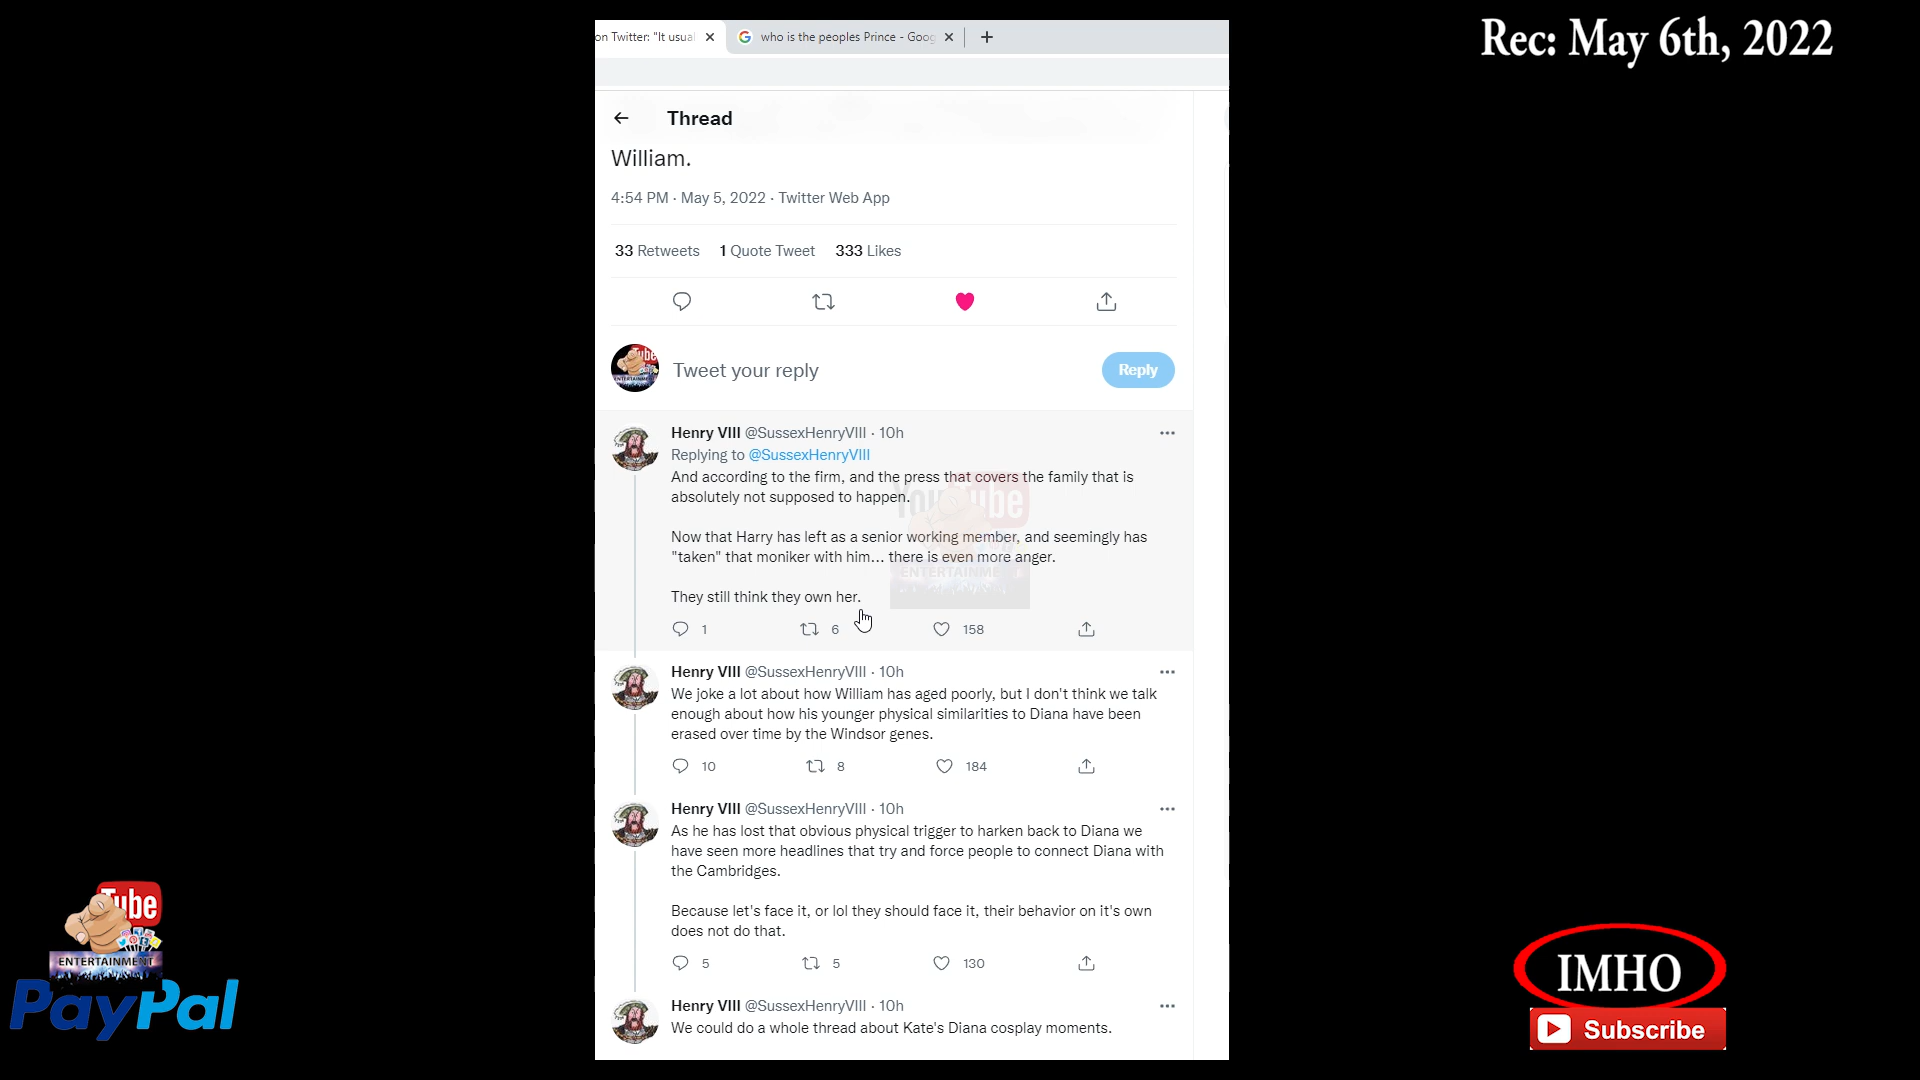 Rec: May 6th, 2022
on Twitter: "It usual
who is the peoples Prince - Goog
Thread
William.
4:54 PM · May 5, 2022 · Twitter Web App
33 Retweets 1 Quote Tweet 333 Likes
Tweet your reply
Reply
Henry VIII @SussexHenryVIII · 10h
Replying to @SussexHenryVIII
And according to the firm, and the press that covers the family that is
absolutely not supposed to happen.
Now that Harry has left as a senior working member, and seemingly has
"taken" that moniker with him... there is even more anger.
They still think they own her.
1 6 158
YouTube
ENTERTAINMENT
Henry VIII @SussexHenryVIII · 10h
We joke a lot about how William has aged poorly, but I don't think we talk
enough about how his younger physical similarities to Diana have been
erased over time by the Windsor genes.
10 8 184
Henry VIII @SussexHenryVIII · 10h
As he has lost that obvious physical trigger to harken back to Diana we
have seen more headlines that try and force people to connect Diana with
the Cambridges.
Because let's face it, or lol they should face it, their behavior on it's own
does not do that.
5 5 130
Henry VIII @SussexHenryVIII · 10h
We could do a whole thread about Kate's Diana cosplay moments.
Tube
ENTERTAINMENT
PayPal
IMHO
Subscribe